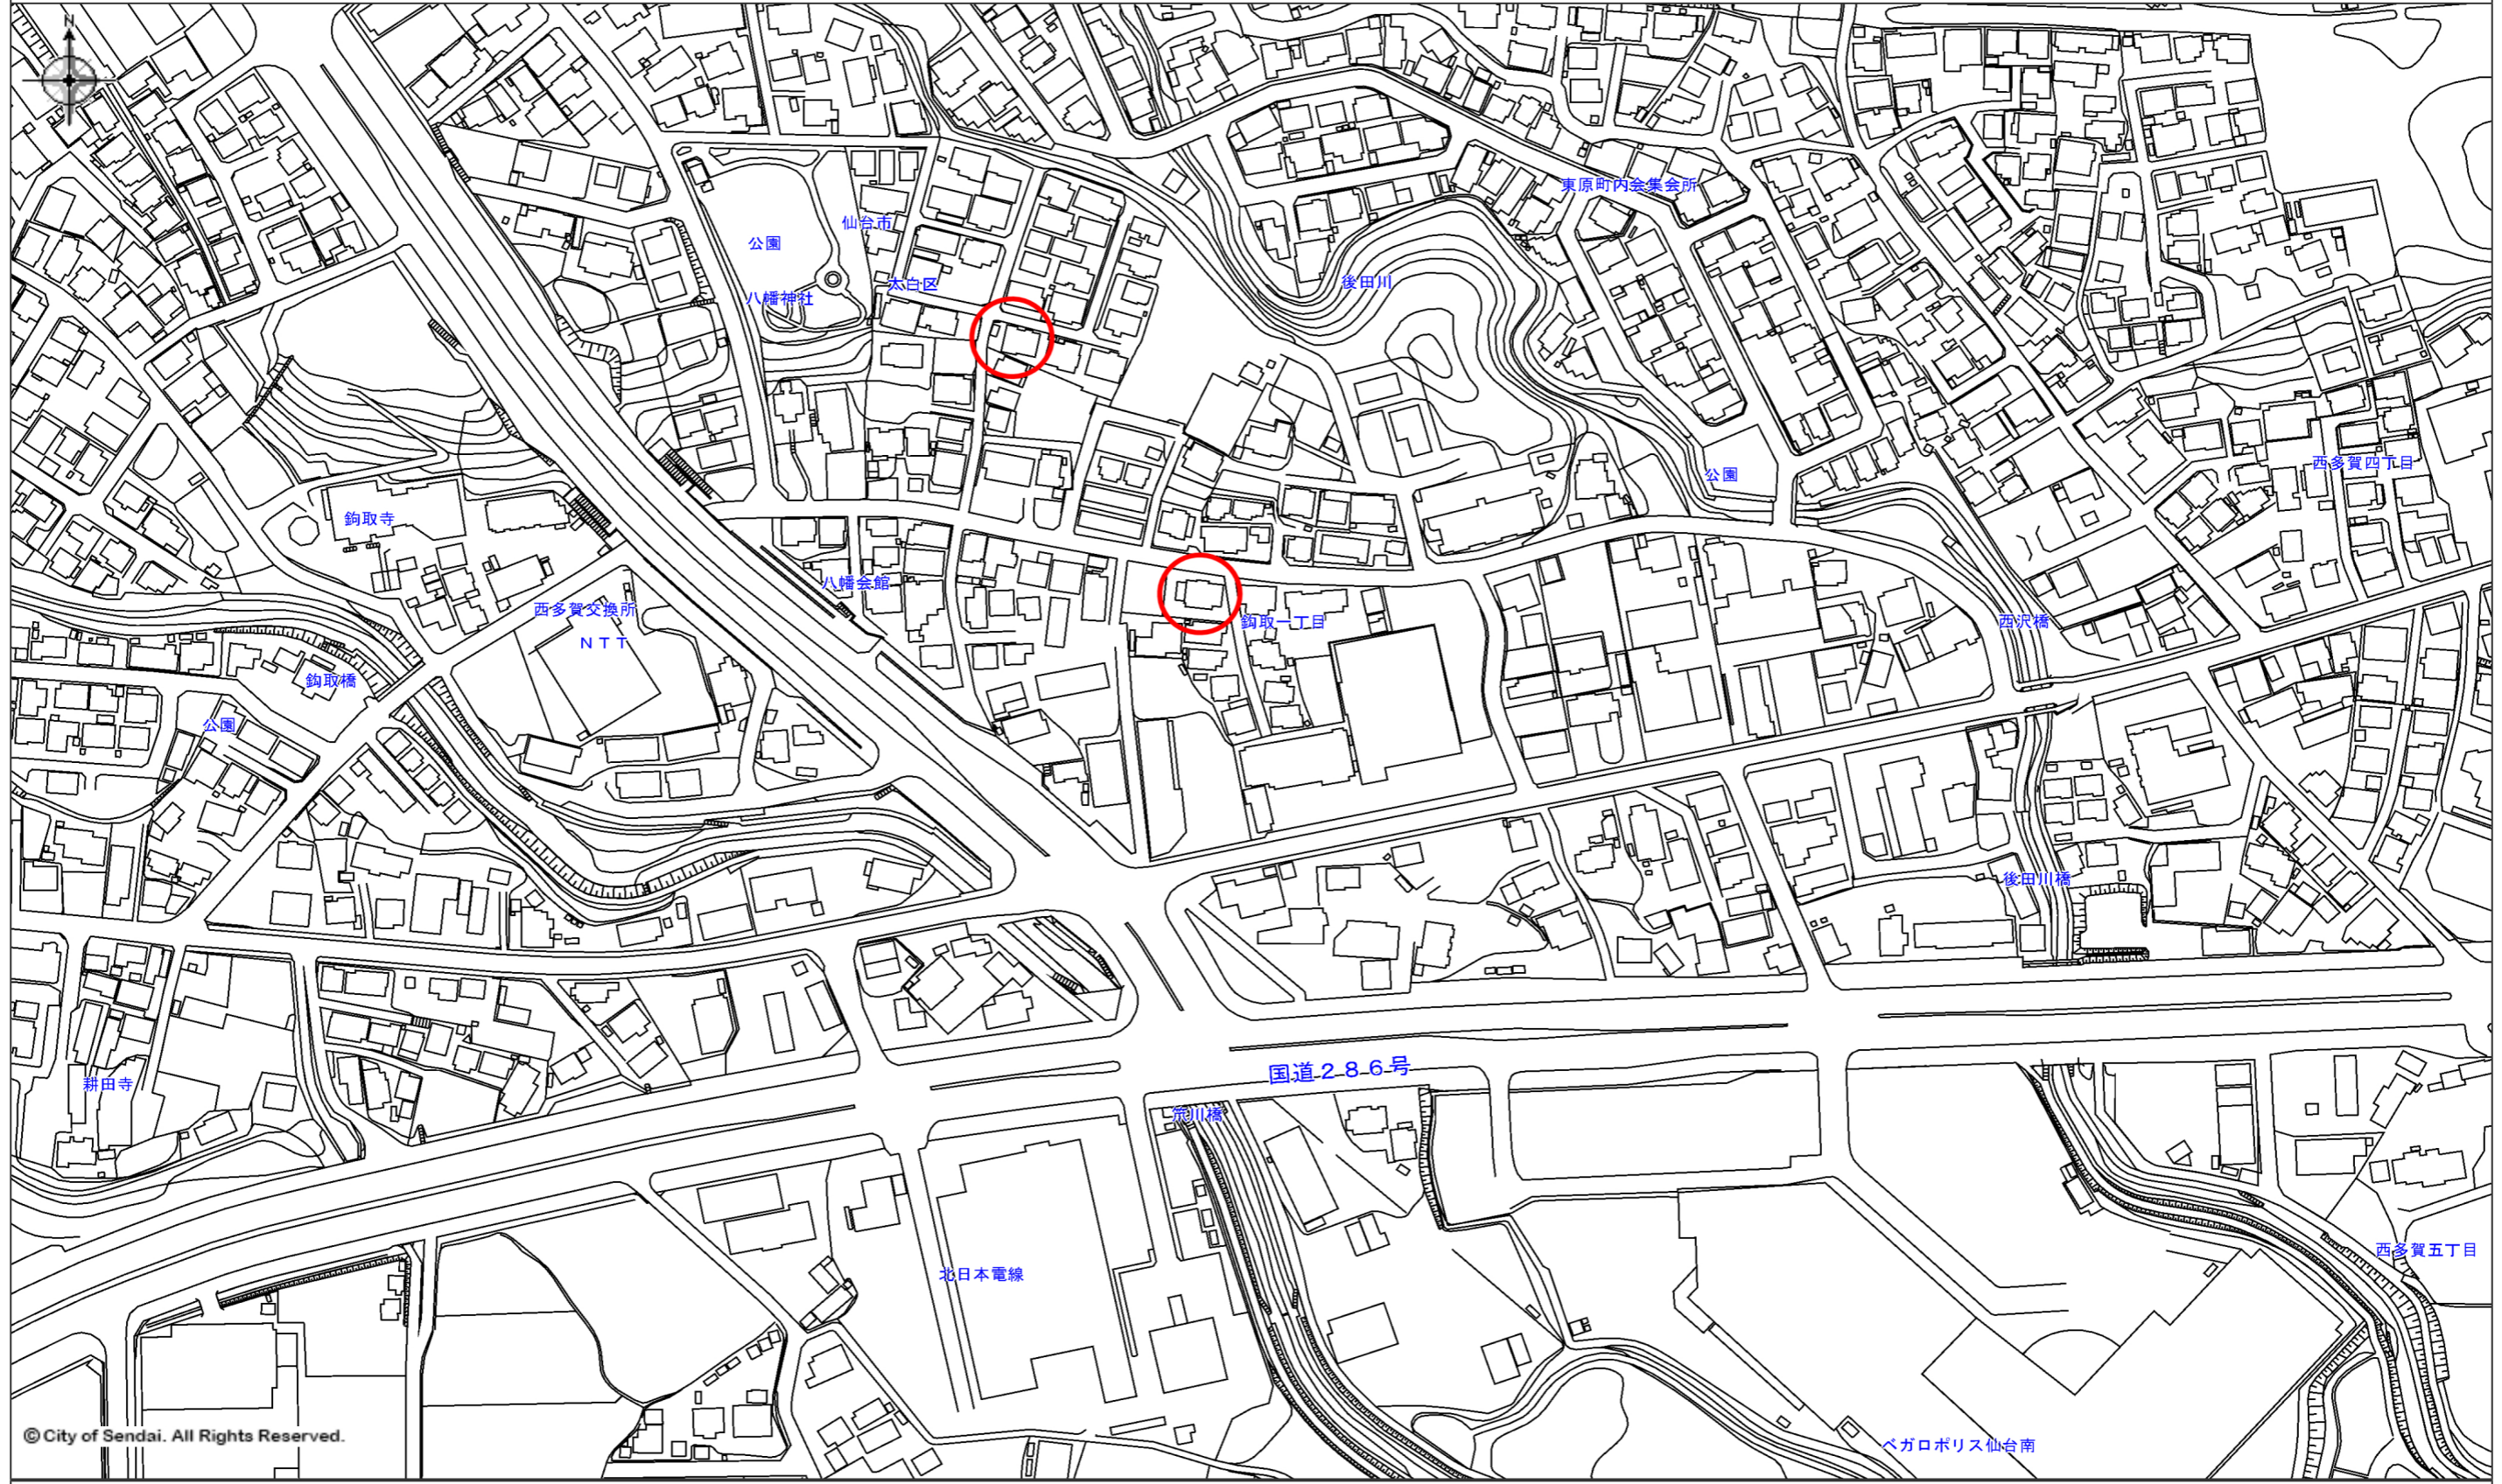 N
東原町内会集会所
仙台市
公園
後田川
太白区
八幡神社
西多賀四丁目
公園
鈎取寺
八幡会館
西多賀交換所
鈎取一丁目
西沢橋
NTT
鈎取橋
公園
後田川橋
国道286号
耕田寺
笊川橋
西多賀五丁目
北日本電線
©City of Sendai. All Rights Reserved.
ベガロポリス仙台南